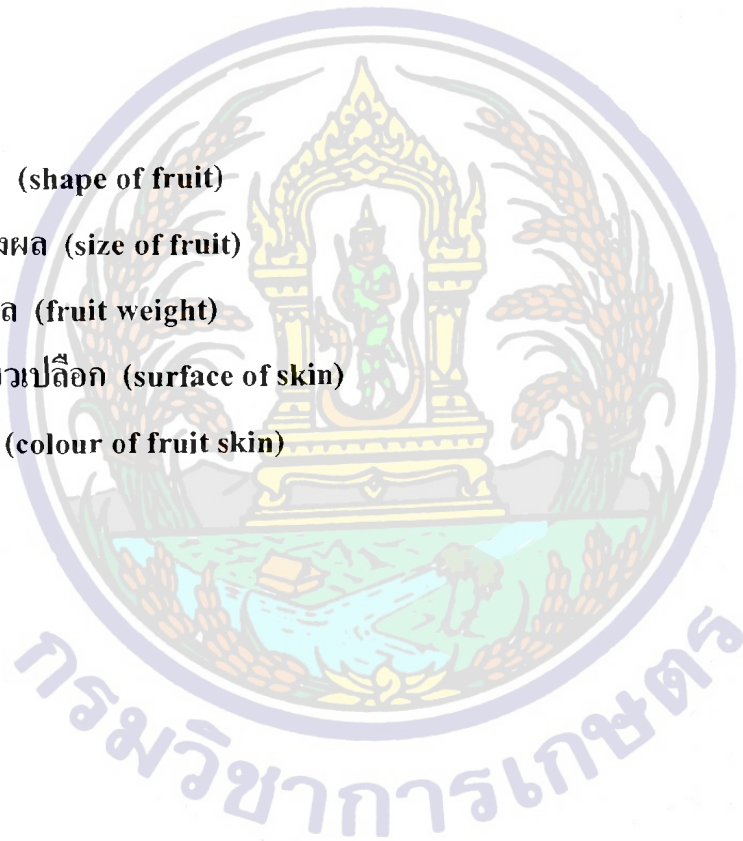 (shape of fruit)
งผล (size of fruit)
ล (fruit weight)
วเปลือก (surface of skin)
(colour of fruit skin)
กรมวิชาการเกษตร